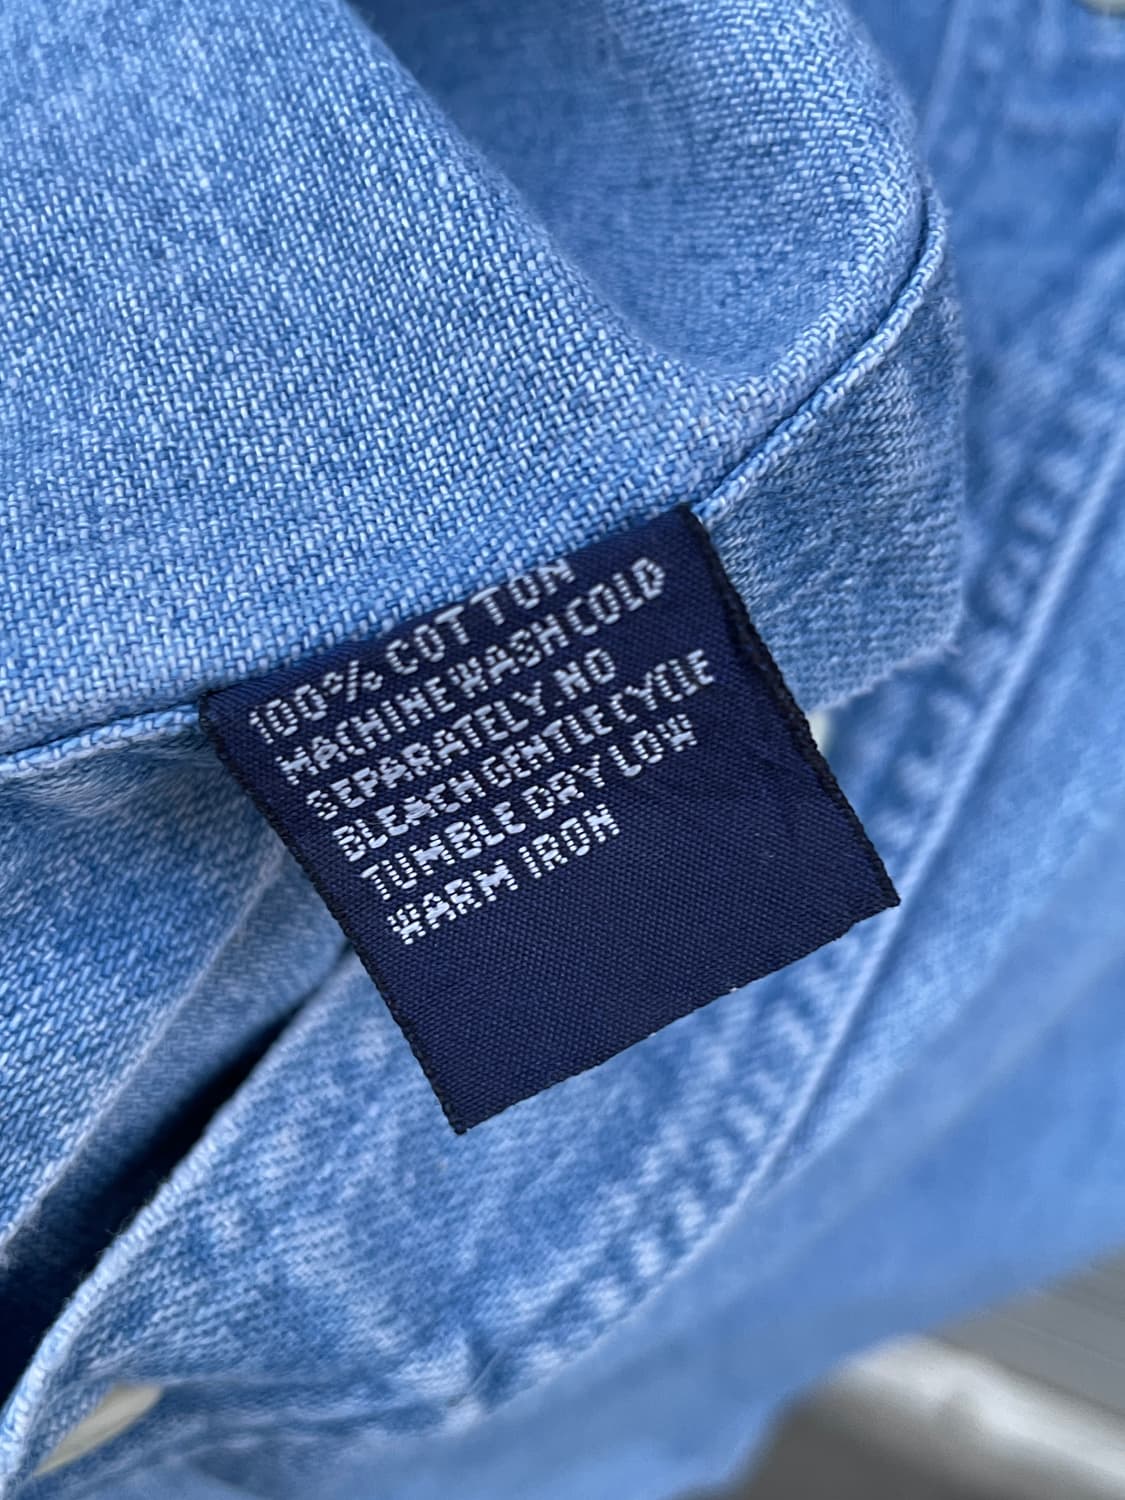 100% COTTON
MACHINE WASH COLD
SEPARATELY. NO
BLEACH GENTLE CYCLE
TUMBLE DRY LOW
WARM IRON